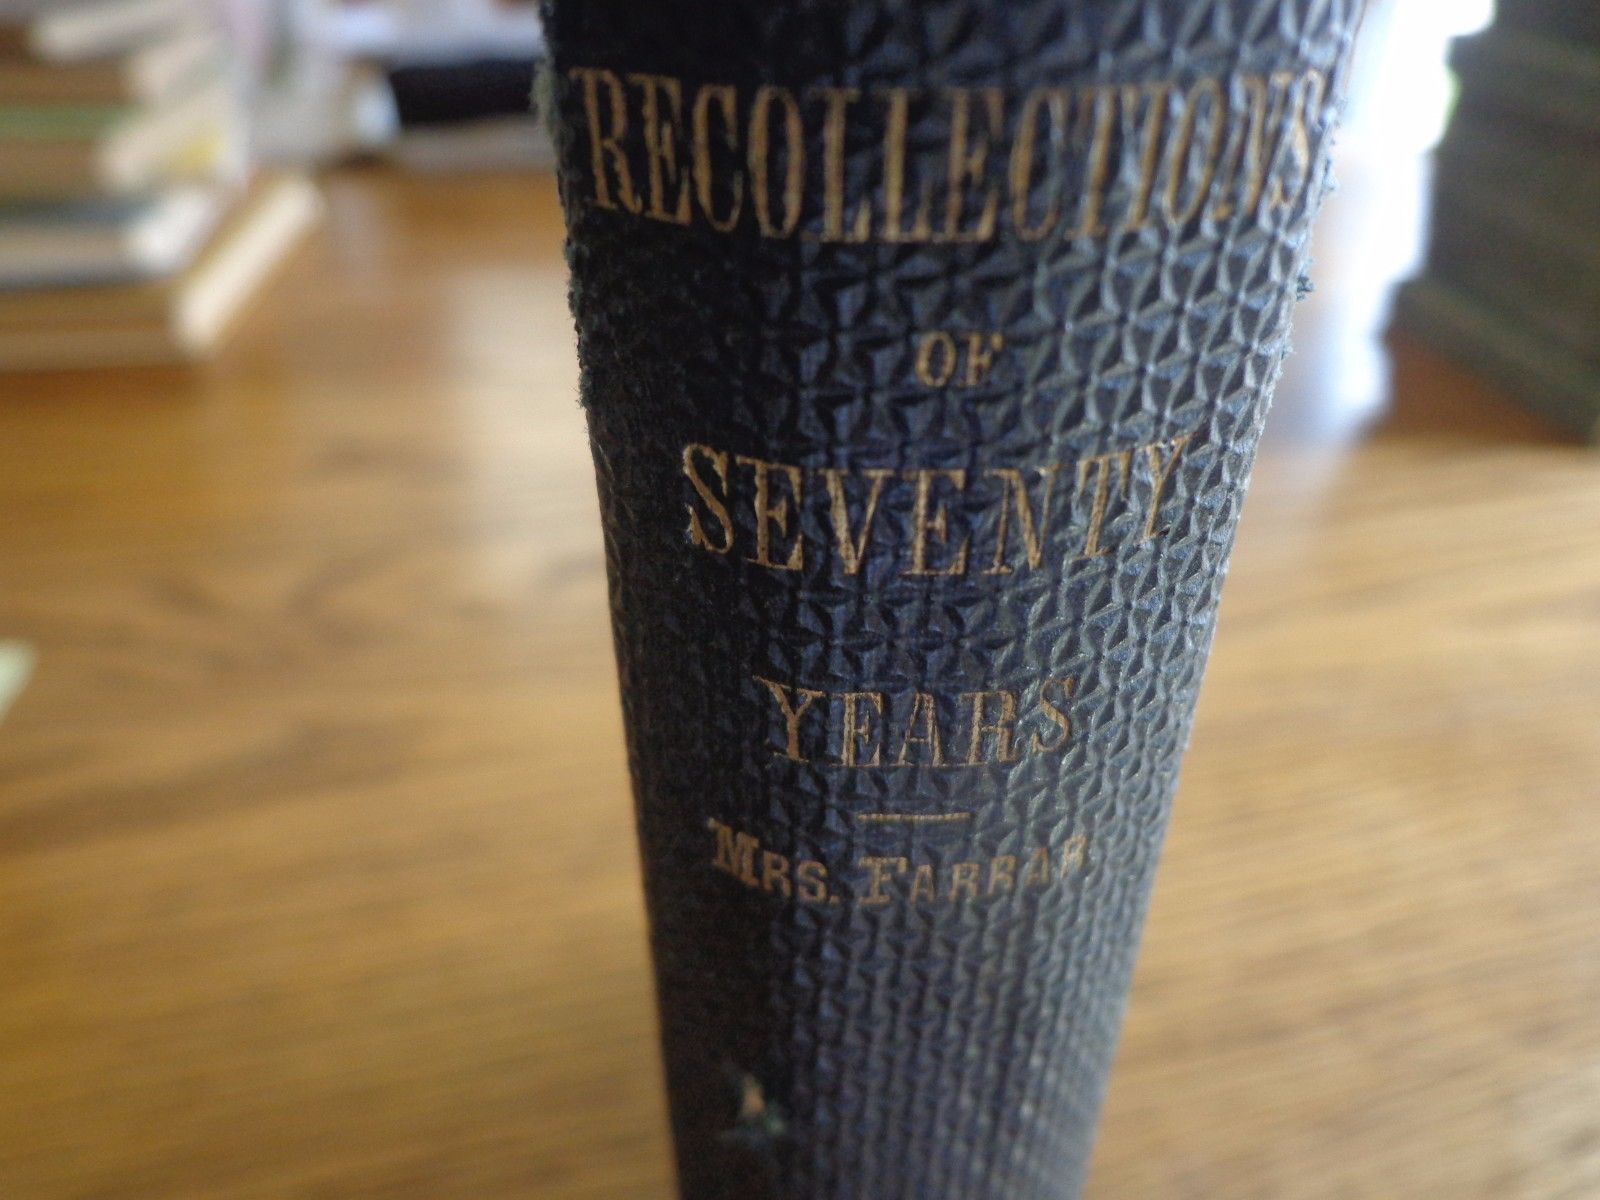 RECOLLECTIONS
OF
SEVENTY
YEARS
MRS. FARRAR